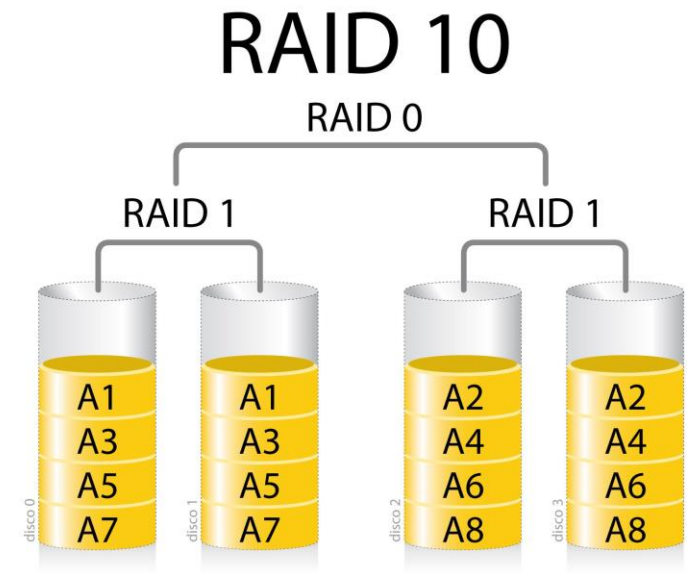 RAID 10
RAID 0
RAID 1
RAID 1
A1
A3
A5
A7
disco 0
A1
A3
A5
A7
disco 1
A2
A4
A6
A8
disco 2
A2
A4
A6
A8
disco 3